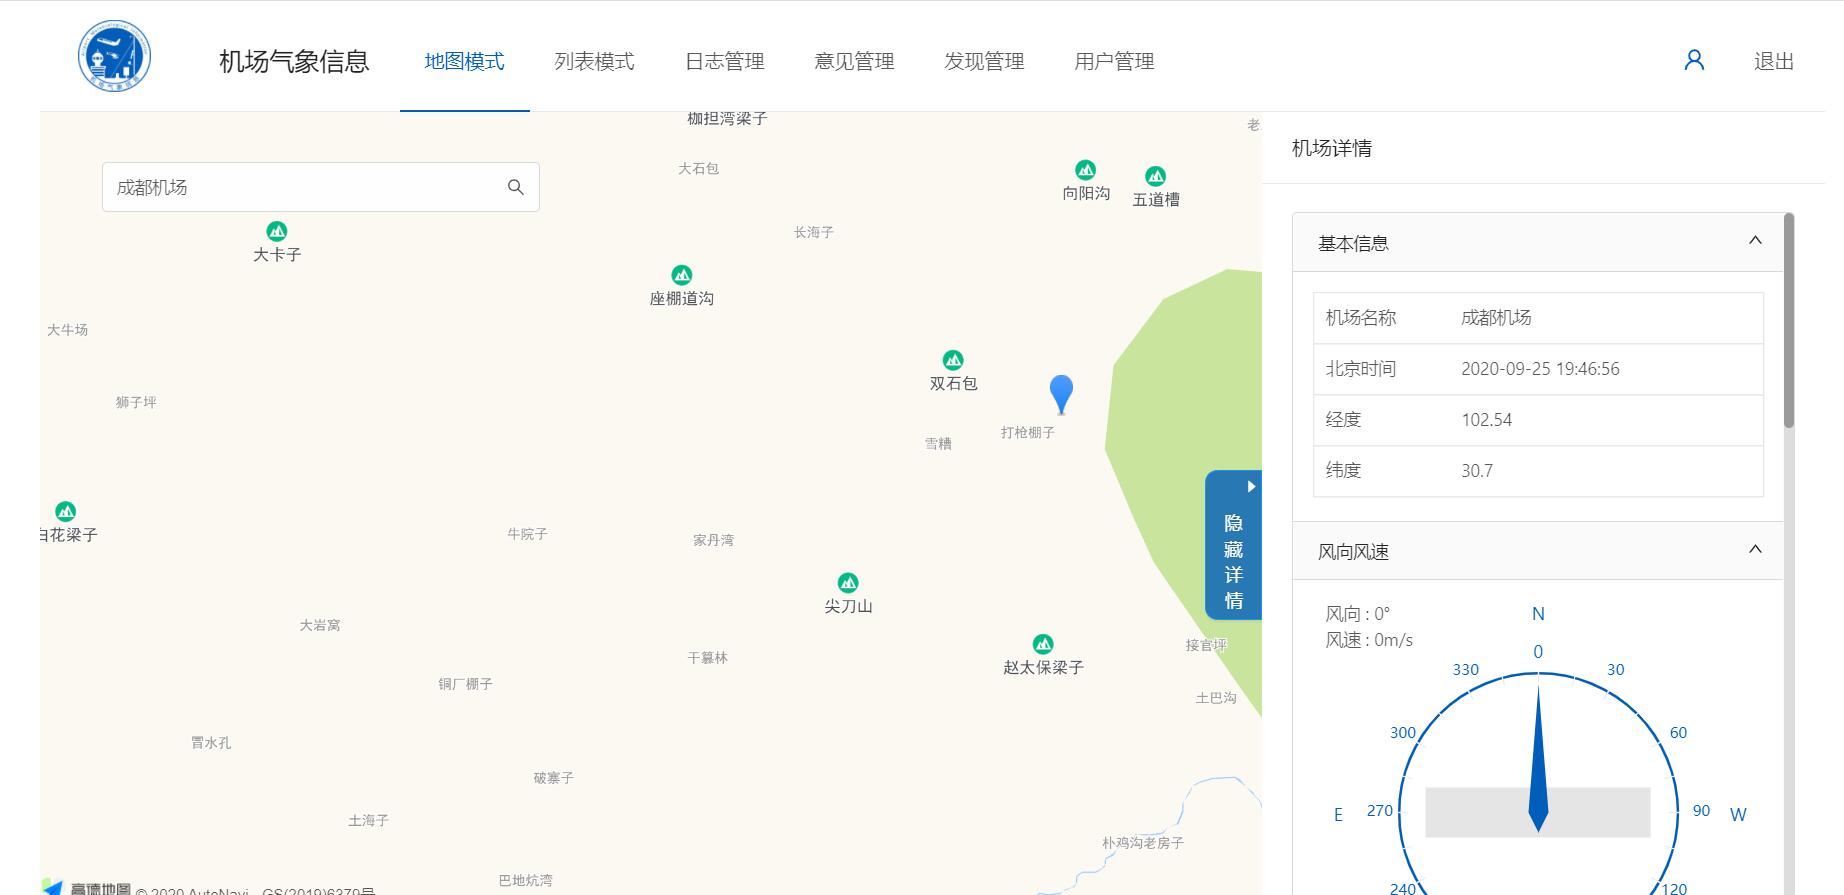 机场气象信息
地图模式
列表模式
日志管理
意见管理
发现管理
用户管理
退出
枷担湾梁子
大石包
老
向阳沟
五道槽
成都机场
长海子
大卡子
座棚道沟
大牛场
双石包
狮子坪
打枪棚子
雪糟
白花梁子
牛院子
家丹湾
隐藏详情
尖刀山
大岩窝
接官坪
干纂林
赵太保梁子
铜厂棚子
土巴沟
冒水孔
破寨子
土海子
朴鸡沟老房子
巴地炕湾
高德地图 © 2020 AutoNavi - GS(2019)6379号
机场详情
基本信息
机场名称 成都机场
北京时间 2020-09-25 19:46:56
经度 102.54
纬度 30.7
风向风速
风向 : 0°
风速 : 0m/s
N
0
330
30
300
60
E
270
90
W
240
120